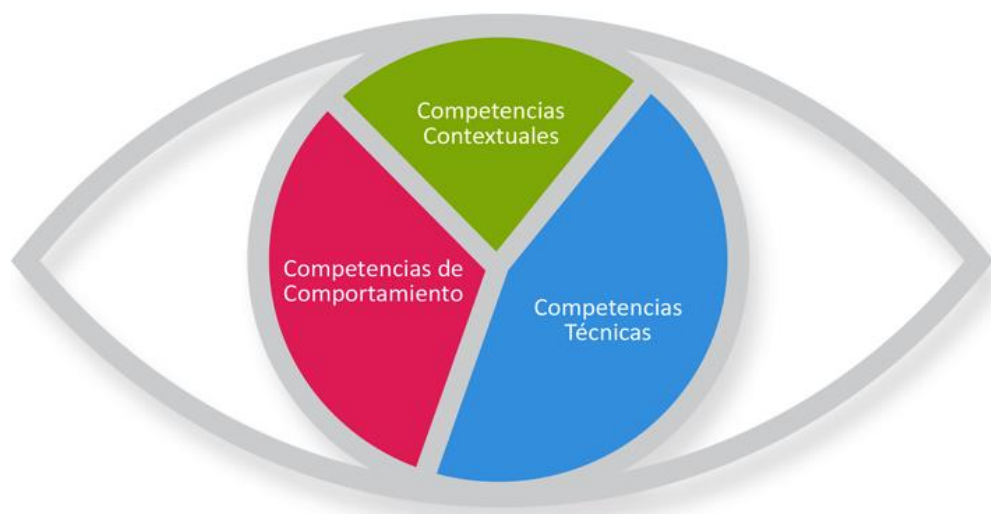 Competencias
Contextuales
Competencias de
Comportamiento
Competencias
Técnicas